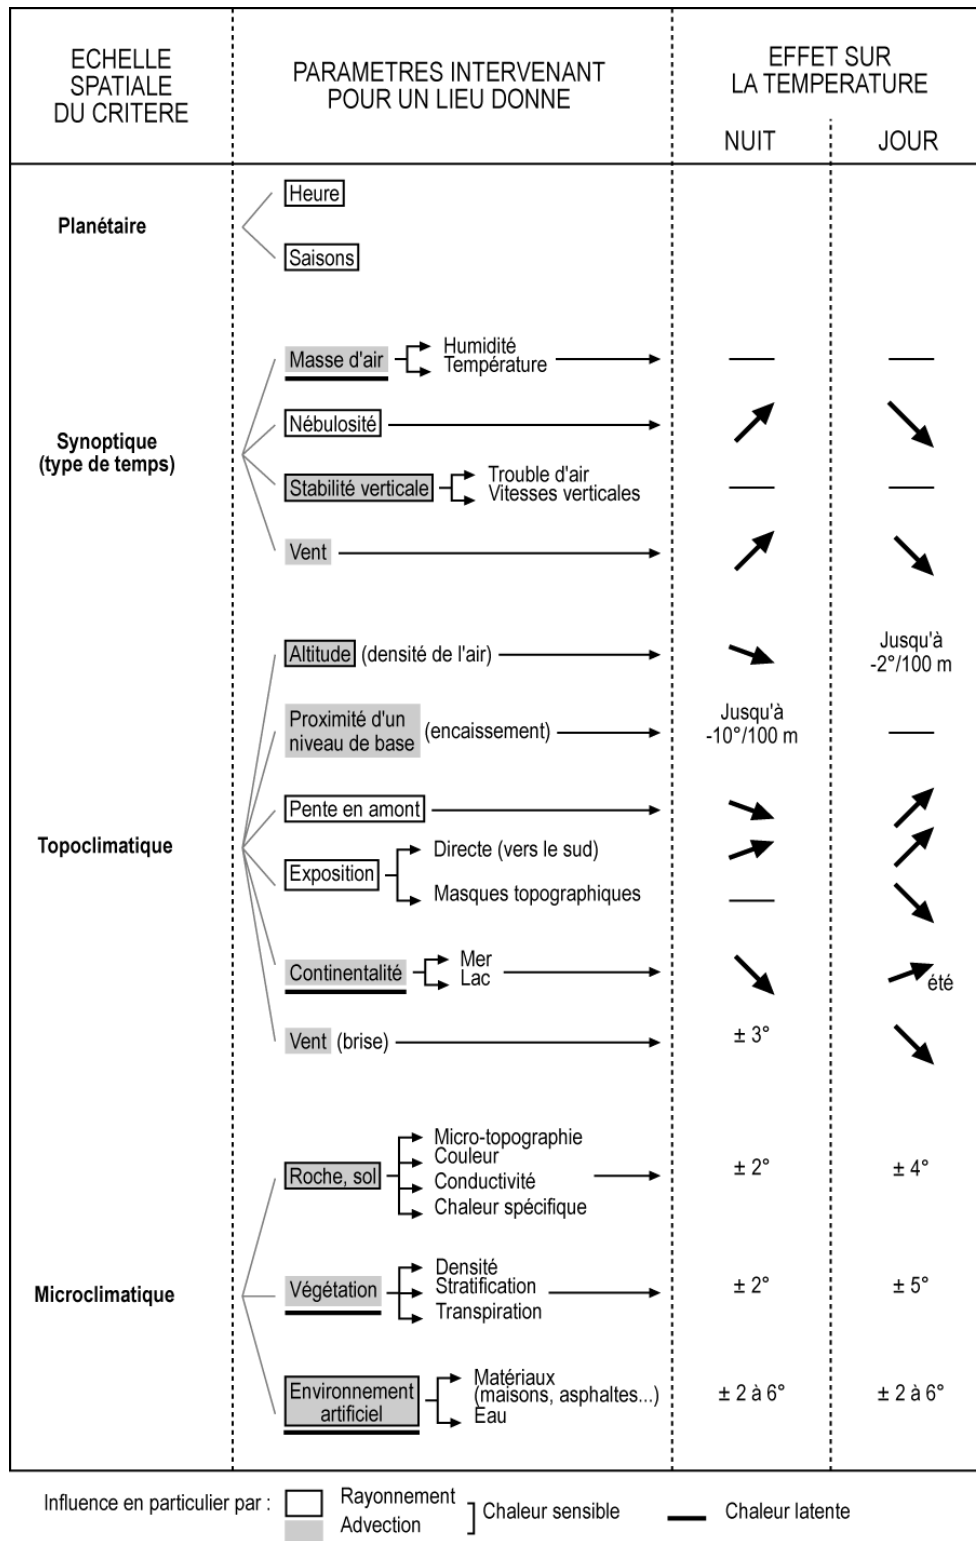 ECHELLE
SPATIALE
DU CRITERE
PARAMETRES INTERVENANT
POUR UN LIEU DONNE
EFFET SUR
LA TEMPERATURE
NUIT
JOUR
Planétaire
Heure
Saisons
Synoptique
(type de temps)
Masse d'air
Humidité
Température
Nébulosité
Stabilité verticale
Trouble d'air
Vitesses verticales
Vent
Topoclimatique
Altitude (densité de l'air)
Jusqu'à
-2°/100 m
Proximité d'un
niveau de base
(encaissement)
Jusqu'à
-10°/100 m
Pente en amont
Exposition
Directe (vers le sud)
Masques topographiques
Continentalité
Mer
Lac
été
Vent (brise)
± 3°
Microclimatique
Roche, sol
Micro-topographie
Couleur
Conductivité
Chaleur spécifique
± 2°
± 4°
Végétation
Densité
Stratification
Transpiration
± 2°
± 5°
Environnement
artificiel
Matériaux
(maisons, asphaltes...)
Eau
± 2 à 6°
± 2 à 6°
Influence en particulier par :
Rayonnement
Advection
Chaleur sensible
Chaleur latente